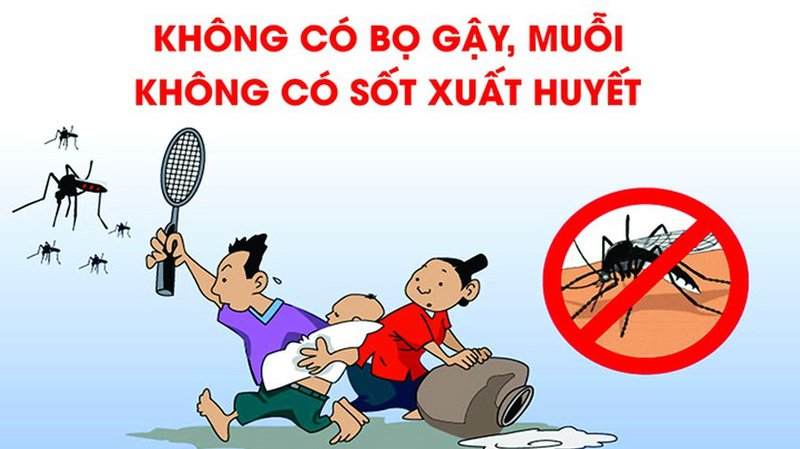 KHÔNG CÓ BỌ GẬY, MUỖI
KHÔNG CÓ SỐT XUẤT HUYẾT